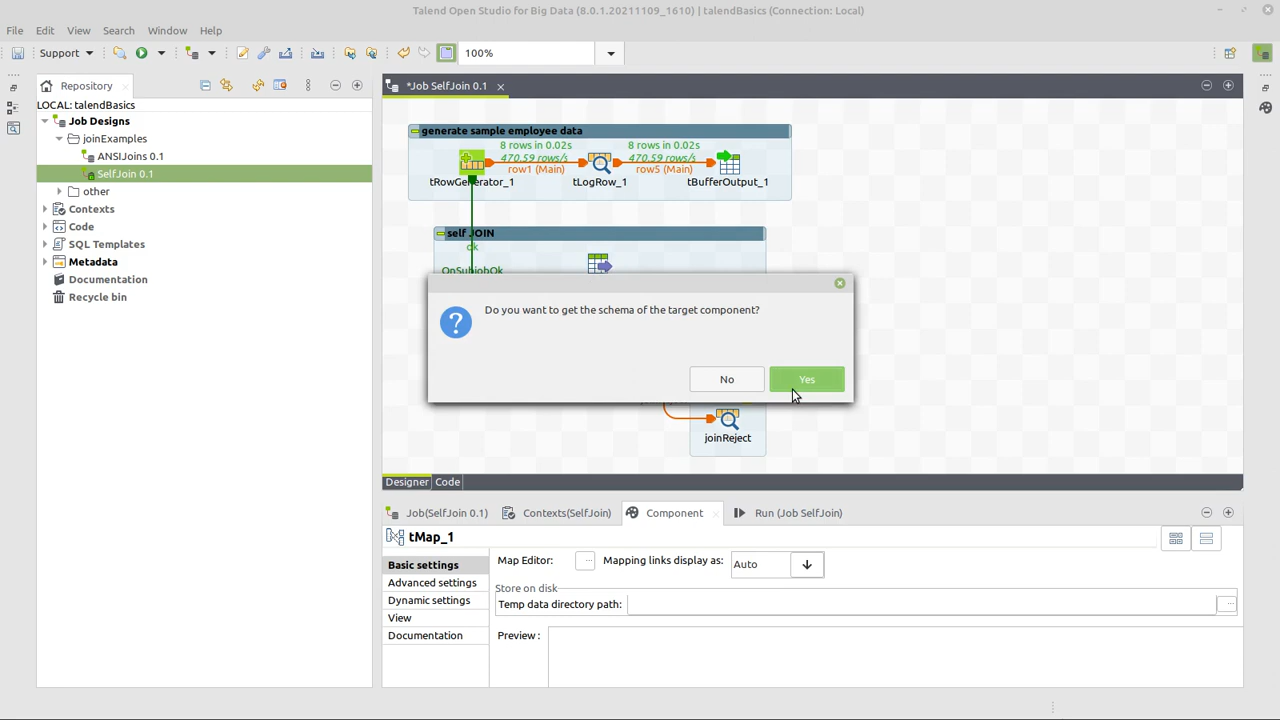 Talend Open Studio for Big Data (8.0.1.20211109_1610) | talendBasics (Connection: Local)
File Edit View Search Window Help
Support 100%
Repository
LOCAL: talendBasics
Job Designs
joinExamples
ANSIJoins 0.1
SelfJoin 0.1
other
Contexts
Code
SQL Templates
Metadata
Documentation
Recycle bin
*Job SelfJoin 0.1
generate sample employee data
8 rows in 0.02s 8 rows in 0.02s
470.59 rows/s 470.59 rows/s
row1 (Main) row5 (Main)
tRowGenerator_1 tLogRow_1 tBufferOutput_1
self JOIN
ok
OnSubjobOk
Do you want to get the schema of the target component?
No Yes
joinReject
Designer Code
Job(SelfJoin 0.1) Contexts(SelfJoin) Component Run (Job SelfJoin)
tMap_1
Basic settings
Advanced settings
Dynamic settings
View
Documentation
Map Editor: ... Mapping links display as: Auto
Store on disk
Temp data directory path: ...
Preview :